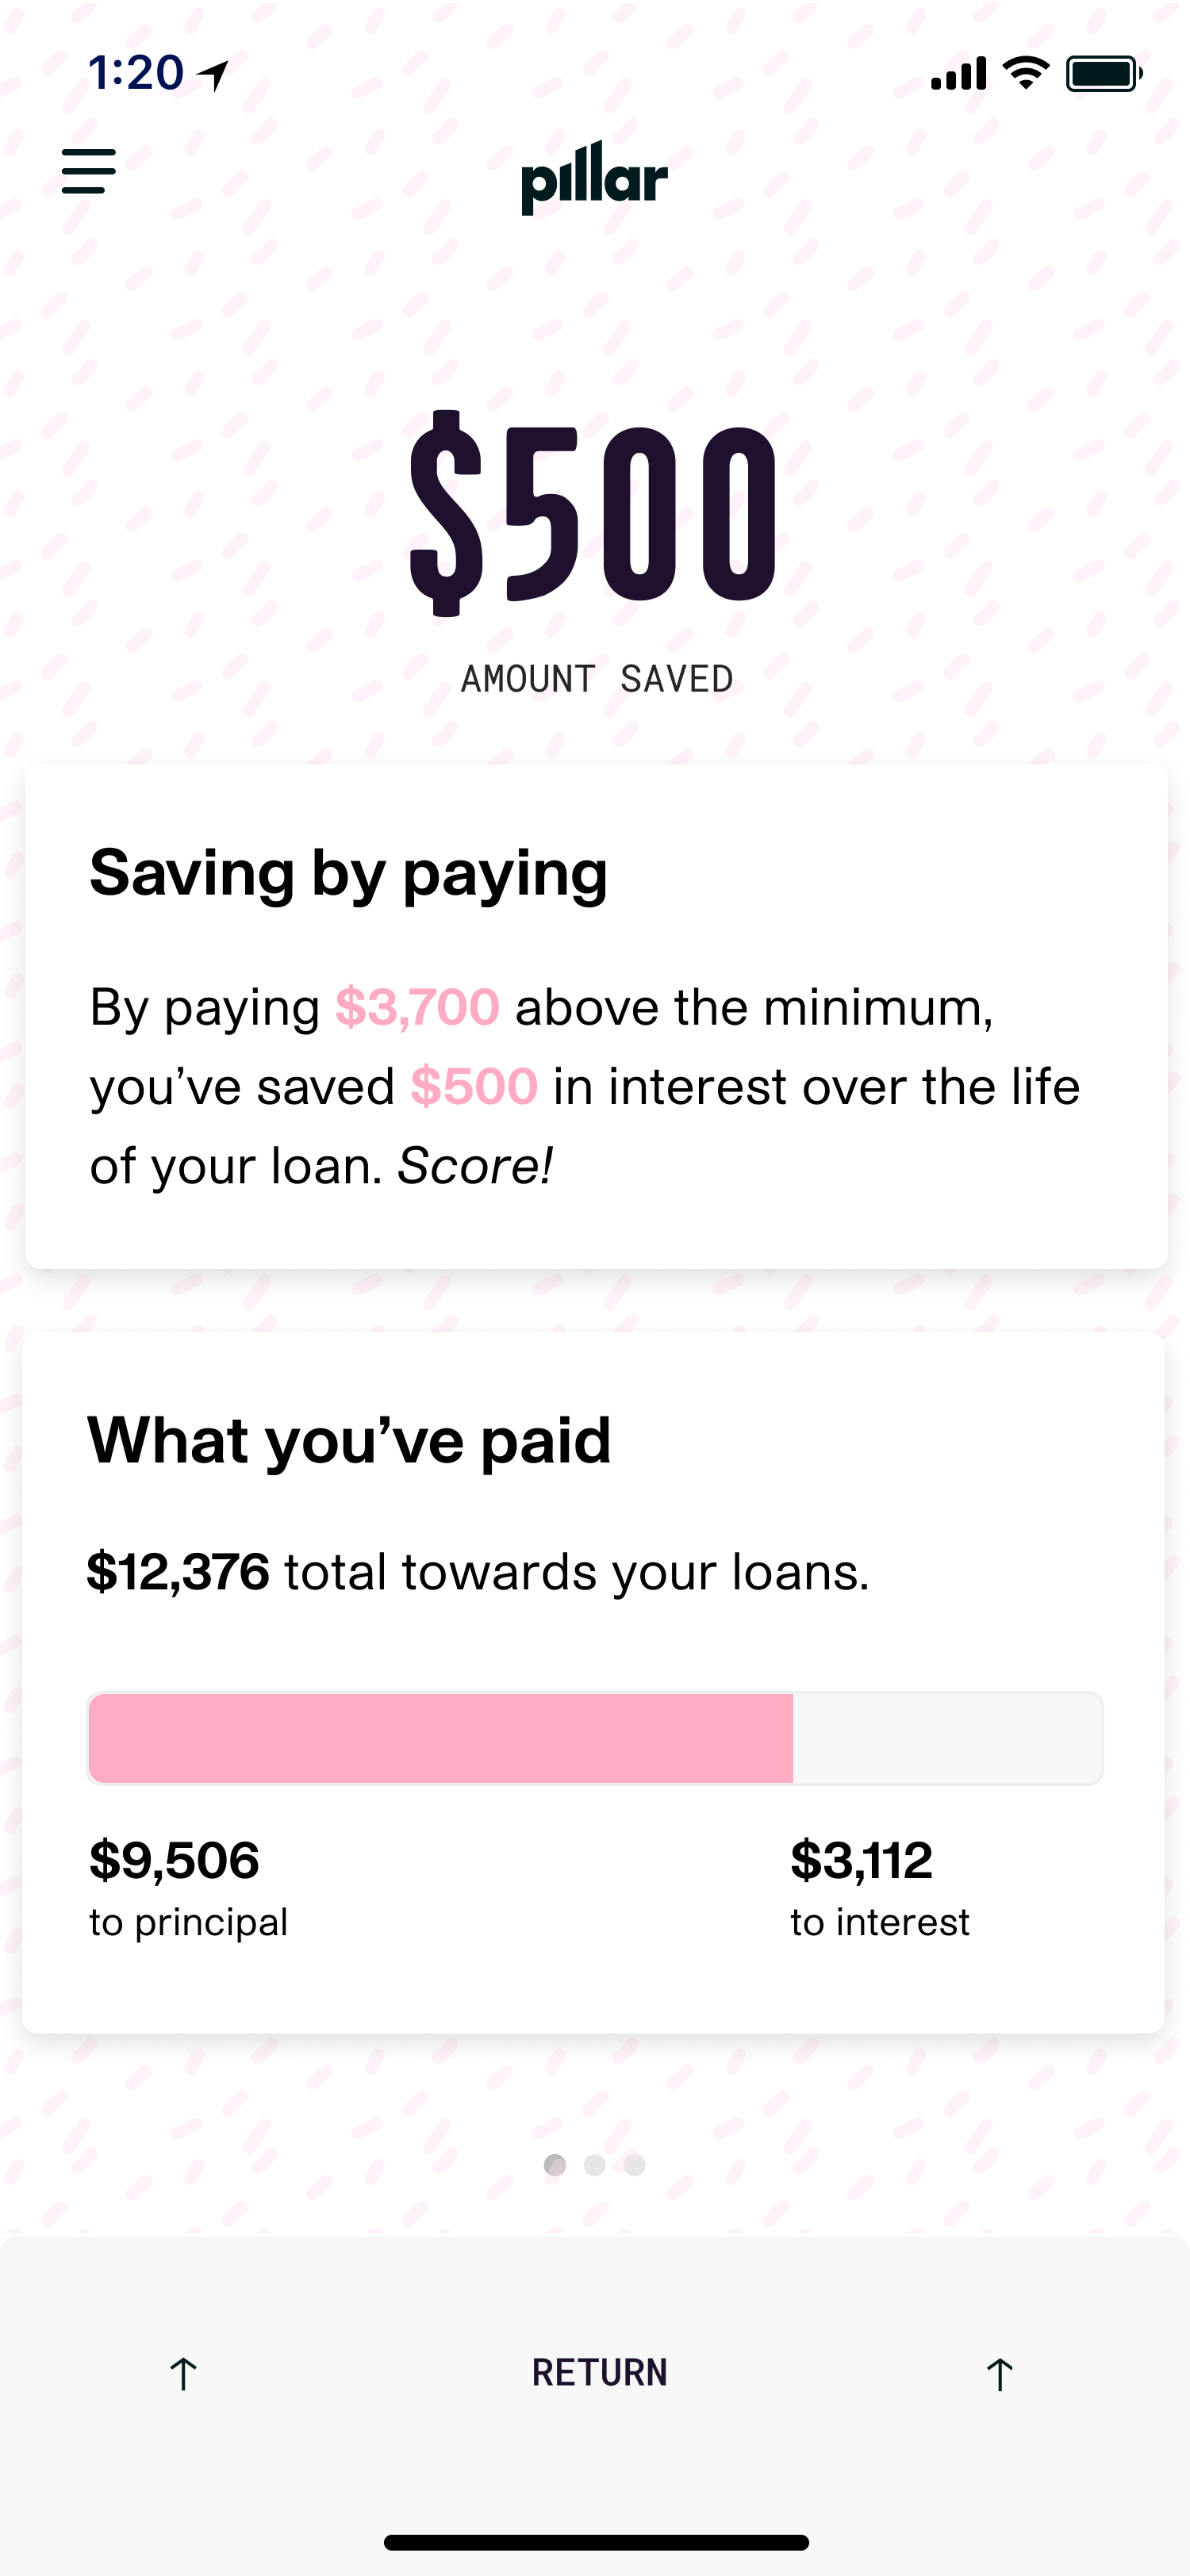 1:20
pillar
$500
AMOUNT SAVED
Saving by paying
By paying $3,700 above the minimum,
you’ve saved $500 in interest over the life
of your loan. Score!
What you’ve paid
$12,376 total towards your loans.
$9,506 $3,112
to principal to interest
↑ RETURN ↑